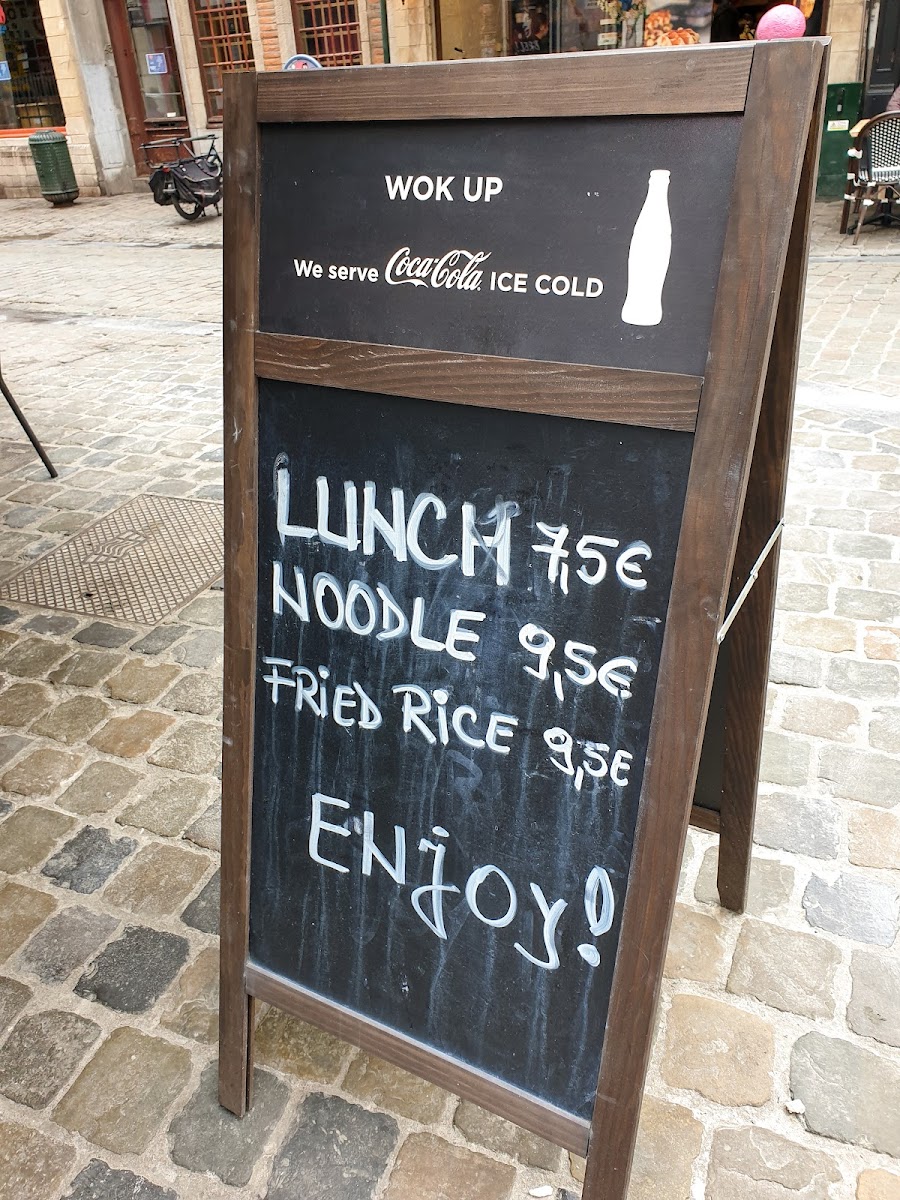 WOK UP
We serve Coca-Cola ICE COLD
LUNCH 7,5€
NOODLE 9,5€
FRiED RiCE 9,5€
ENjoy!